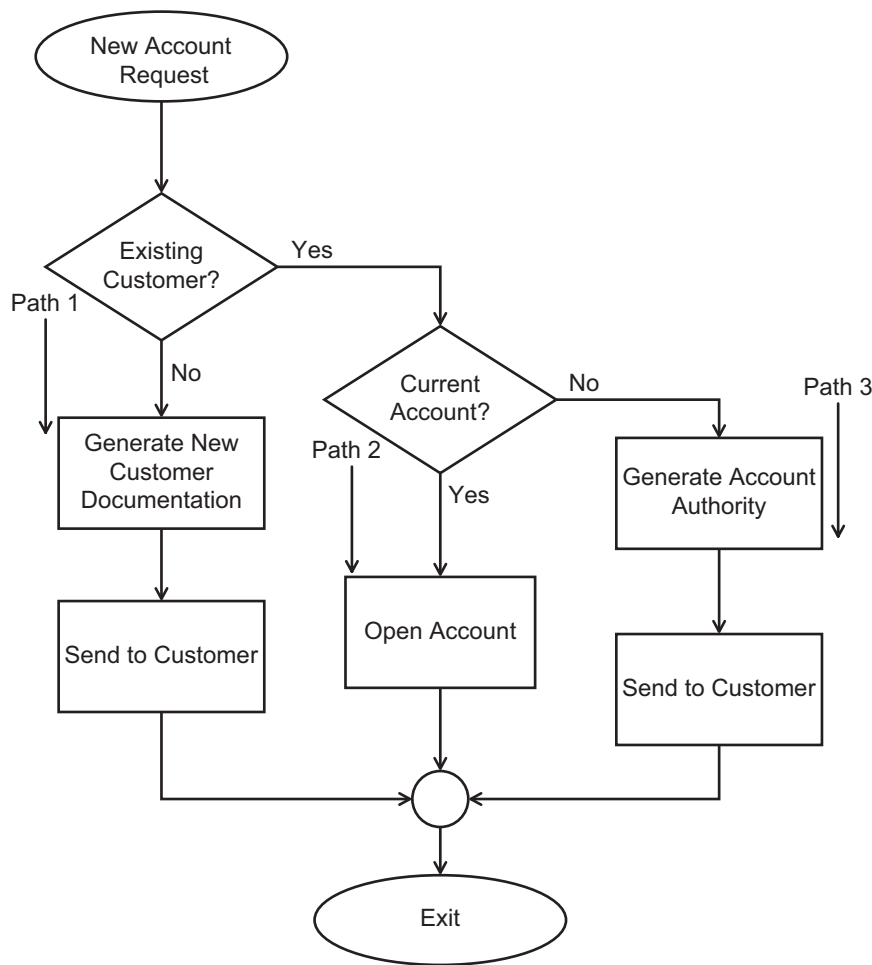 New Account
Request
Existing
Customer?
Yes
Path 1
No
Generate New
Customer
Documentation
Send to Customer
Current
Account?
No
Path 2
Yes
Open Account
Path 3
Generate Account
Authority
Send to Customer
Exit